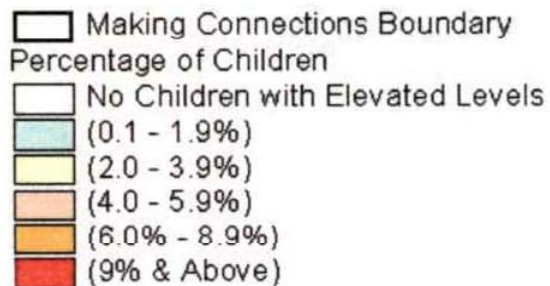 Making Connections Boundary
Percentage of Children
No Children with Elevated Levels
(0.1 - 1.9%)
(2.0 - 3.9%)
(4.0 - 5.9%)
(6.0% - 8.9%)
(9% & Above)